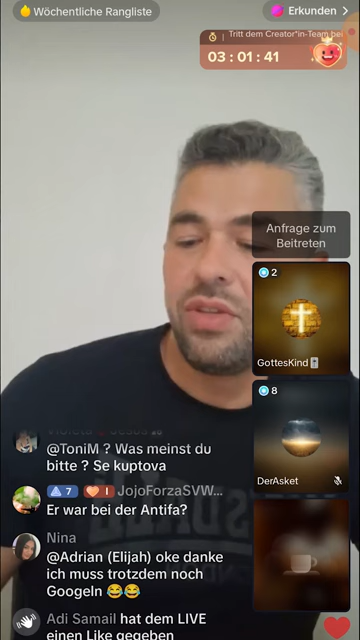 Wöchentliche Rangliste
Erkunden >
Tritt dem Creator*in-Team bei
03 : 01 : 41
Anfrage zum
Beitreten
2
GottesKind
8
DerAsket
@ToniM ? Was meinst du
bitte ? Se kuptova
7 I JojoForzaSVW...
Er war bei der Antifa?
Nina
@Adrian (Elijah) oke danke
ich muss trotzdem noch
Googeln 😂😂
Adi Samail hat dem LIVE
einen Like gegeben